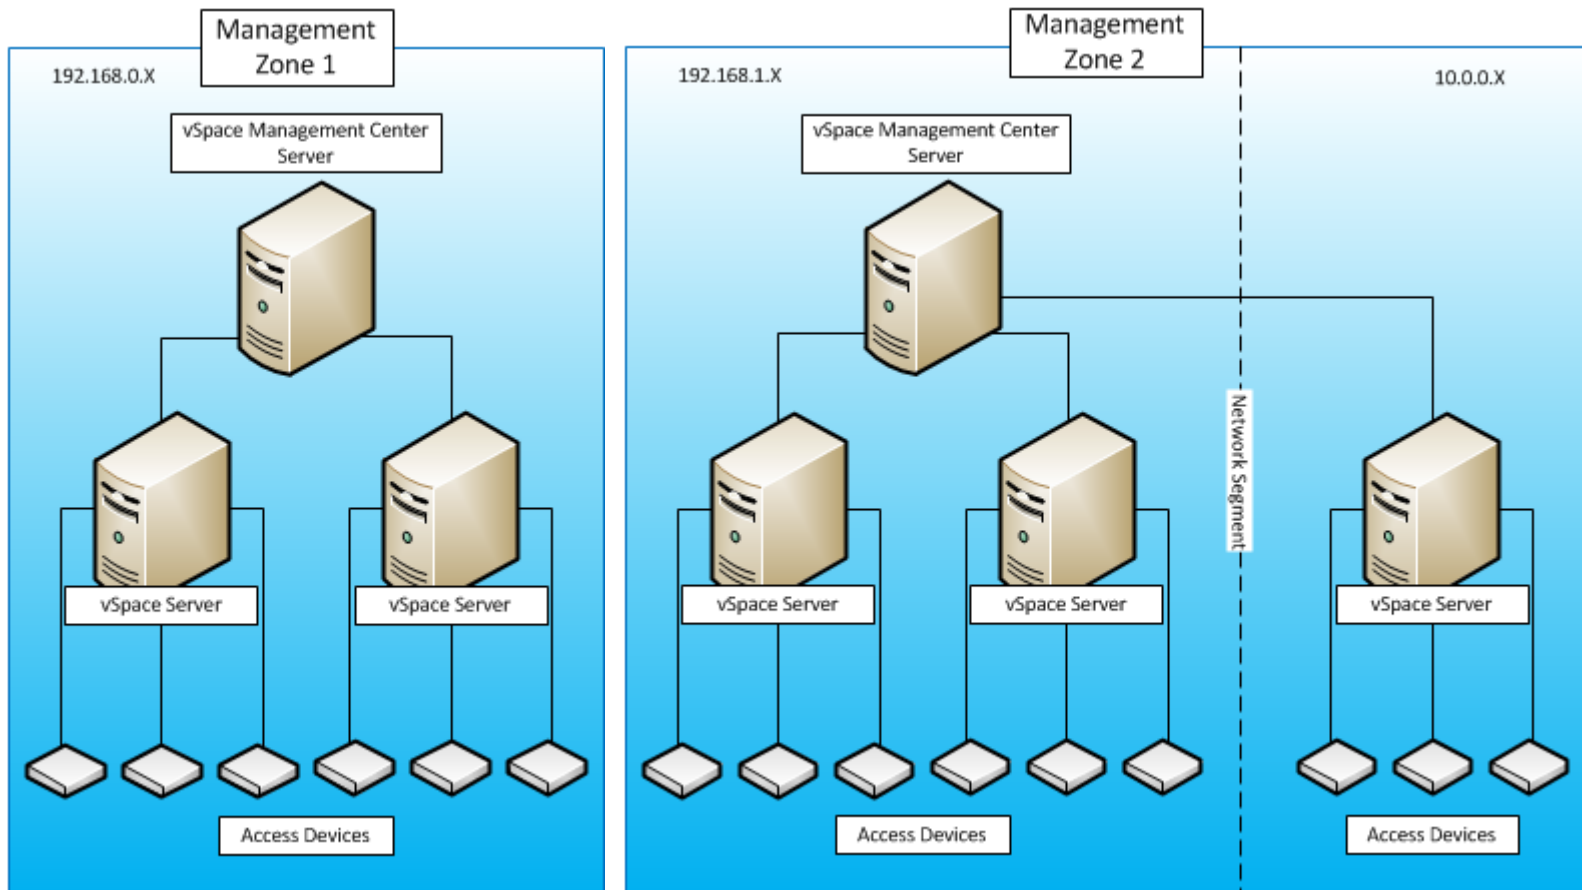 Management
Zone 1
192.168.0.X
vSpace Management Center
Server
vSpace Server
vSpace Server
Access Devices
Management
Zone 2
192.168.1.X
10.0.0.X
vSpace Management Center
Server
Network Segment
vSpace Server
vSpace Server
vSpace Server
Access Devices
Access Devices